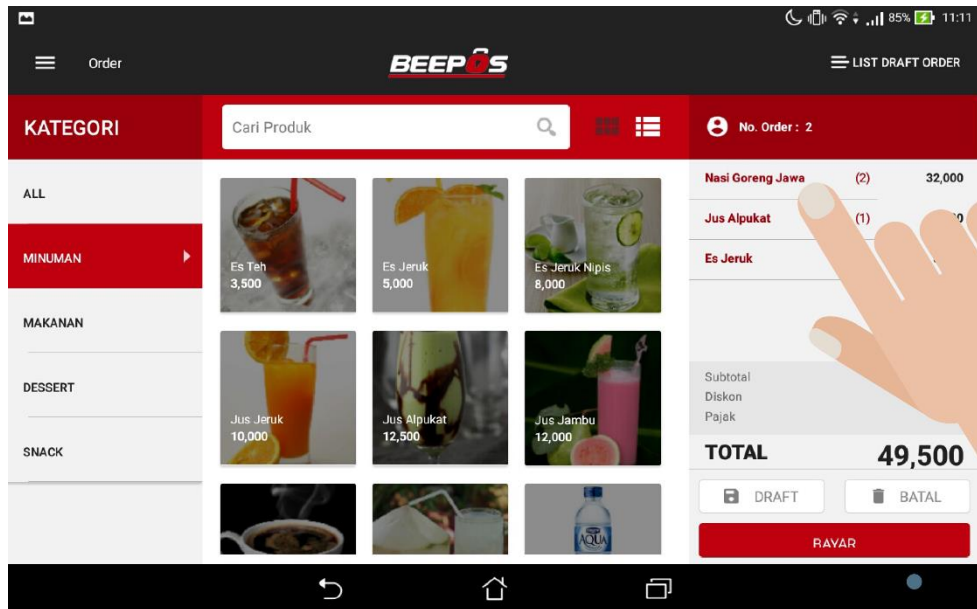 85% 11:11
Order
BEEPOS
LIST DRAFT ORDER
KATEGORI
Cari Produk
No. Order : 2
ALL
MINUMAN
MAKANAN
DESSERT
SNACK
Es Teh
3,500
Es Jeruk
5,000
Es Jeruk Nipis
8,000
Jus Jeruk
10,000
Jus Alpukat
12,500
Jus Jambu
12,000
AQUA
Nasi Goreng Jawa (2) 32,000
Jus Alpukat (1)
Es Jeruk
Subtotal
Diskon
Pajak
TOTAL 49,500
DRAFT
BATAL
BAYAR